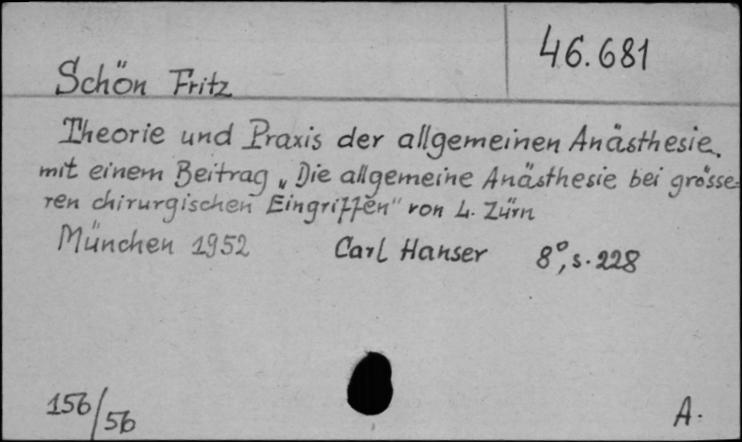 46.681
Schön Fritz
Theorie und Praxis der allgemeinen Anästhesie.
mit einem Beitrag „Die allgemeine Anästhesie bei grösse=
ren chirurgischen Eingriffen" von L. Zürn
München 1952 Carl Hanser 8°, s. 228
156/56 A.